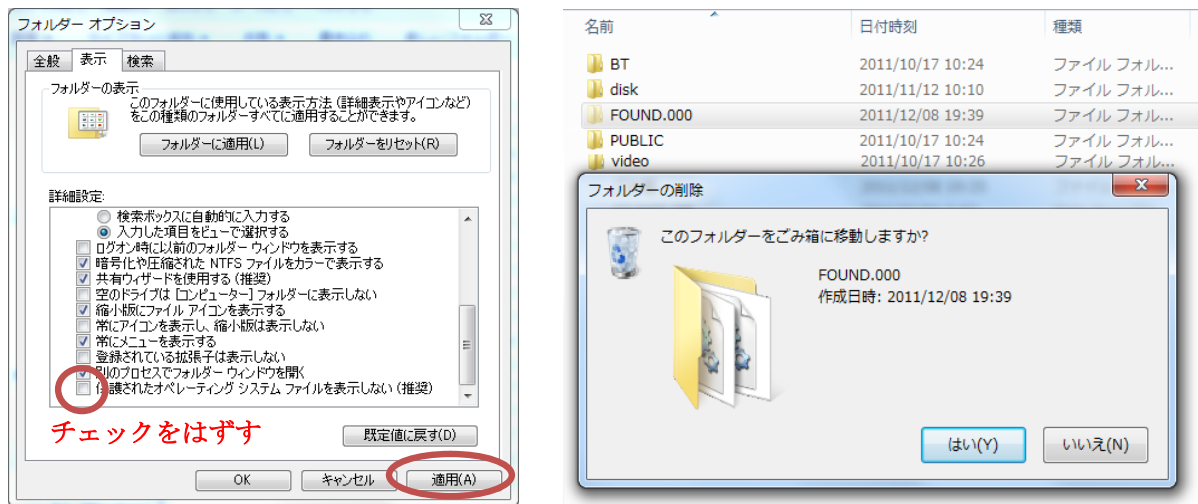 フォルダー オプション
全般 表示 検索
フォルダーの表示
このフォルダーに使用している表示方法 (詳細表示やアイコンなど)
をこの種類のフォルダーすべてに適用することができます。
フォルダーに適用(L) フォルダーをリセット(R)
詳細設定:
検索ボックスに自動的に入力する
入力した項目をビューで選択する
ログオン時に以前のフォルダー ウィンドウを表示する
暗号化や圧縮された NTFS ファイルをカラーで表示する
共有ウィザードを使用する (推奨)
空のドライブは [コンピューター] フォルダーに表示しない
縮小版にファイル アイコンを表示する
常にアイコンを表示し、縮小版は表示しない
常にメニューを表示する
登録されている拡張子は表示しない
別のプロセスでフォルダー ウィンドウを開く
保護されたオペレーティング システム ファイルを表示しない (推奨)
チェックをはずす
既定値に戻す(D)
OK キャンセル 適用(A)
名前 日付時刻 種類
BT 2011/10/17 10:24 ファイル フォル...
disk 2011/11/12 10:10 ファイル フォル...
FOUND.000 2011/12/08 19:39 ファイル フォル...
PUBLIC 2011/10/17 10:24 ファイル フォル...
video 2011/10/17 10:26 ファイル フォル...
フォルダーの削除
このフォルダーをごみ箱に移動しますか?
FOUND.000
作成日時: 2011/12/08 19:39
はい(Y) いいえ(N)